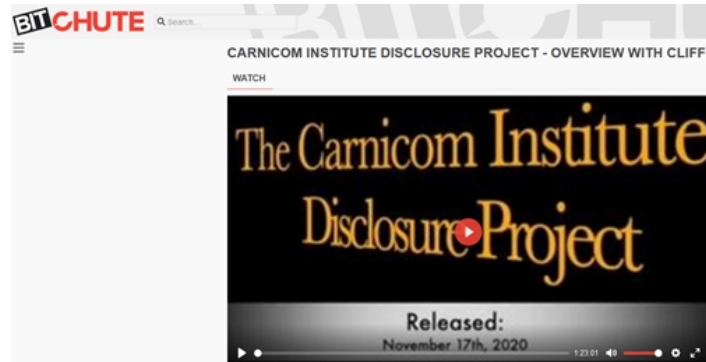 BITCHUTE
Search...
CARNICOM INSTITUTE DISCLOSURE PROJECT - OVERVIEW WITH CLIFF
WATCH
The Carnicom Institute
Disclosure Project
Released:
November 17th, 2020
1:23:01